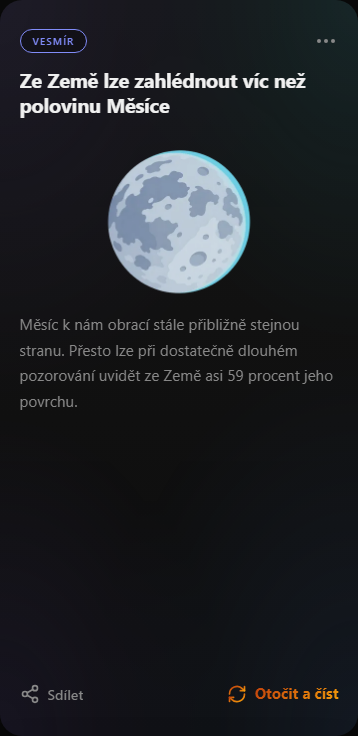 VESMÍR
Ze Země lze zahlédnout víc než
polovinu Měsíce
Měsíc k nám obrací stále přibližně stejnou
stranu. Přesto lze při dostatečně dlouhém
pozorování uvidět ze Země asi 59 procent jeho
povrchu.
Sdílet
Otočit a číst